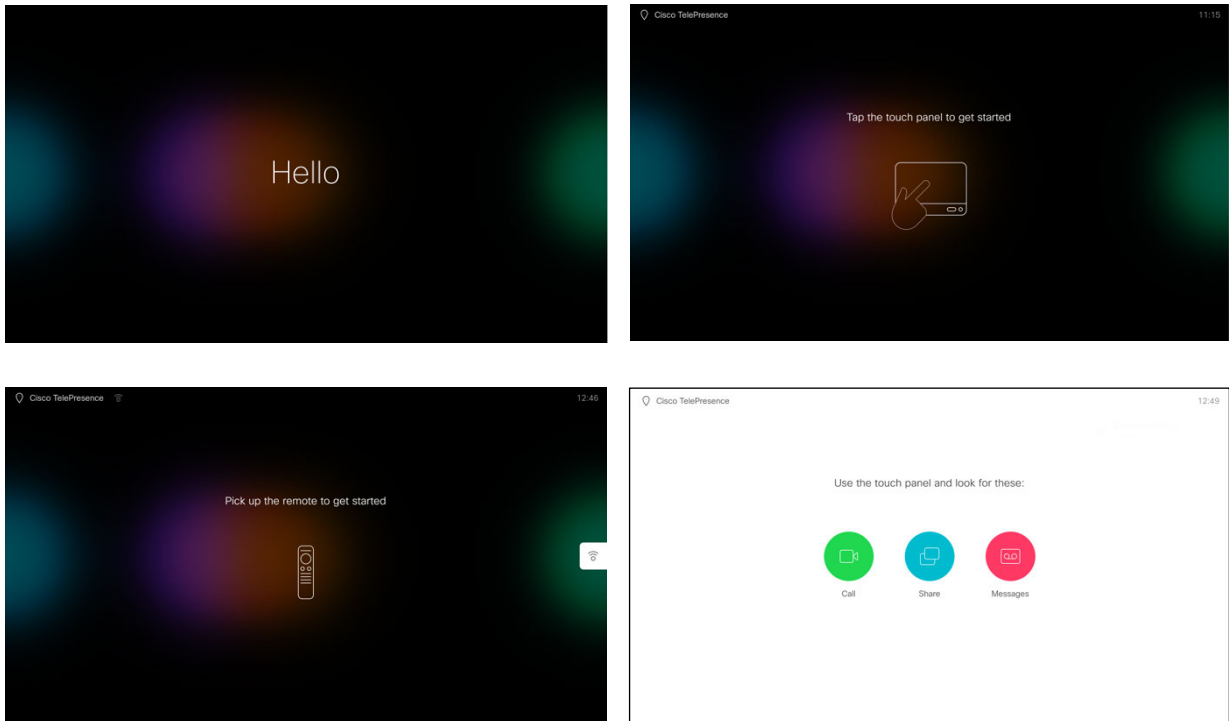 Hello
Cisco TelePresence 11:15
Tap the touch panel to get started
Cisco TelePresence 12:46
Pick up the remote to get started
Cisco TelePresence 12:49
Use the touch panel and look for these:
Call Share Messages